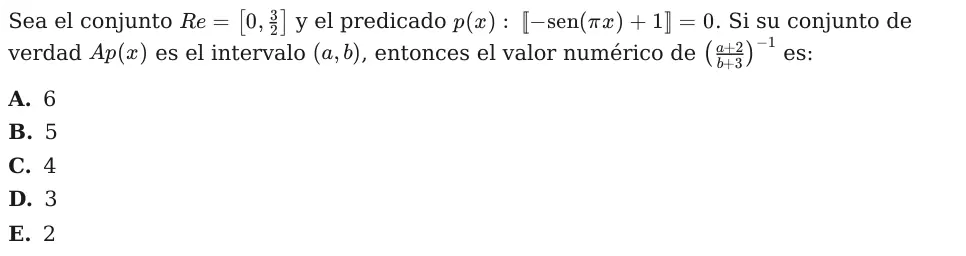 Sea el conjunto Re = [0, 3/2] y el predicado p(x) : ⟦−sen(πx) + 1⟧ = 0. Si su conjunto de
verdad Ap(x) es el intervalo (a, b), entonces el valor numérico de ((a+2)/(b+3))^−1 es:
A. 6
B. 5
C. 4
D. 3
E. 2